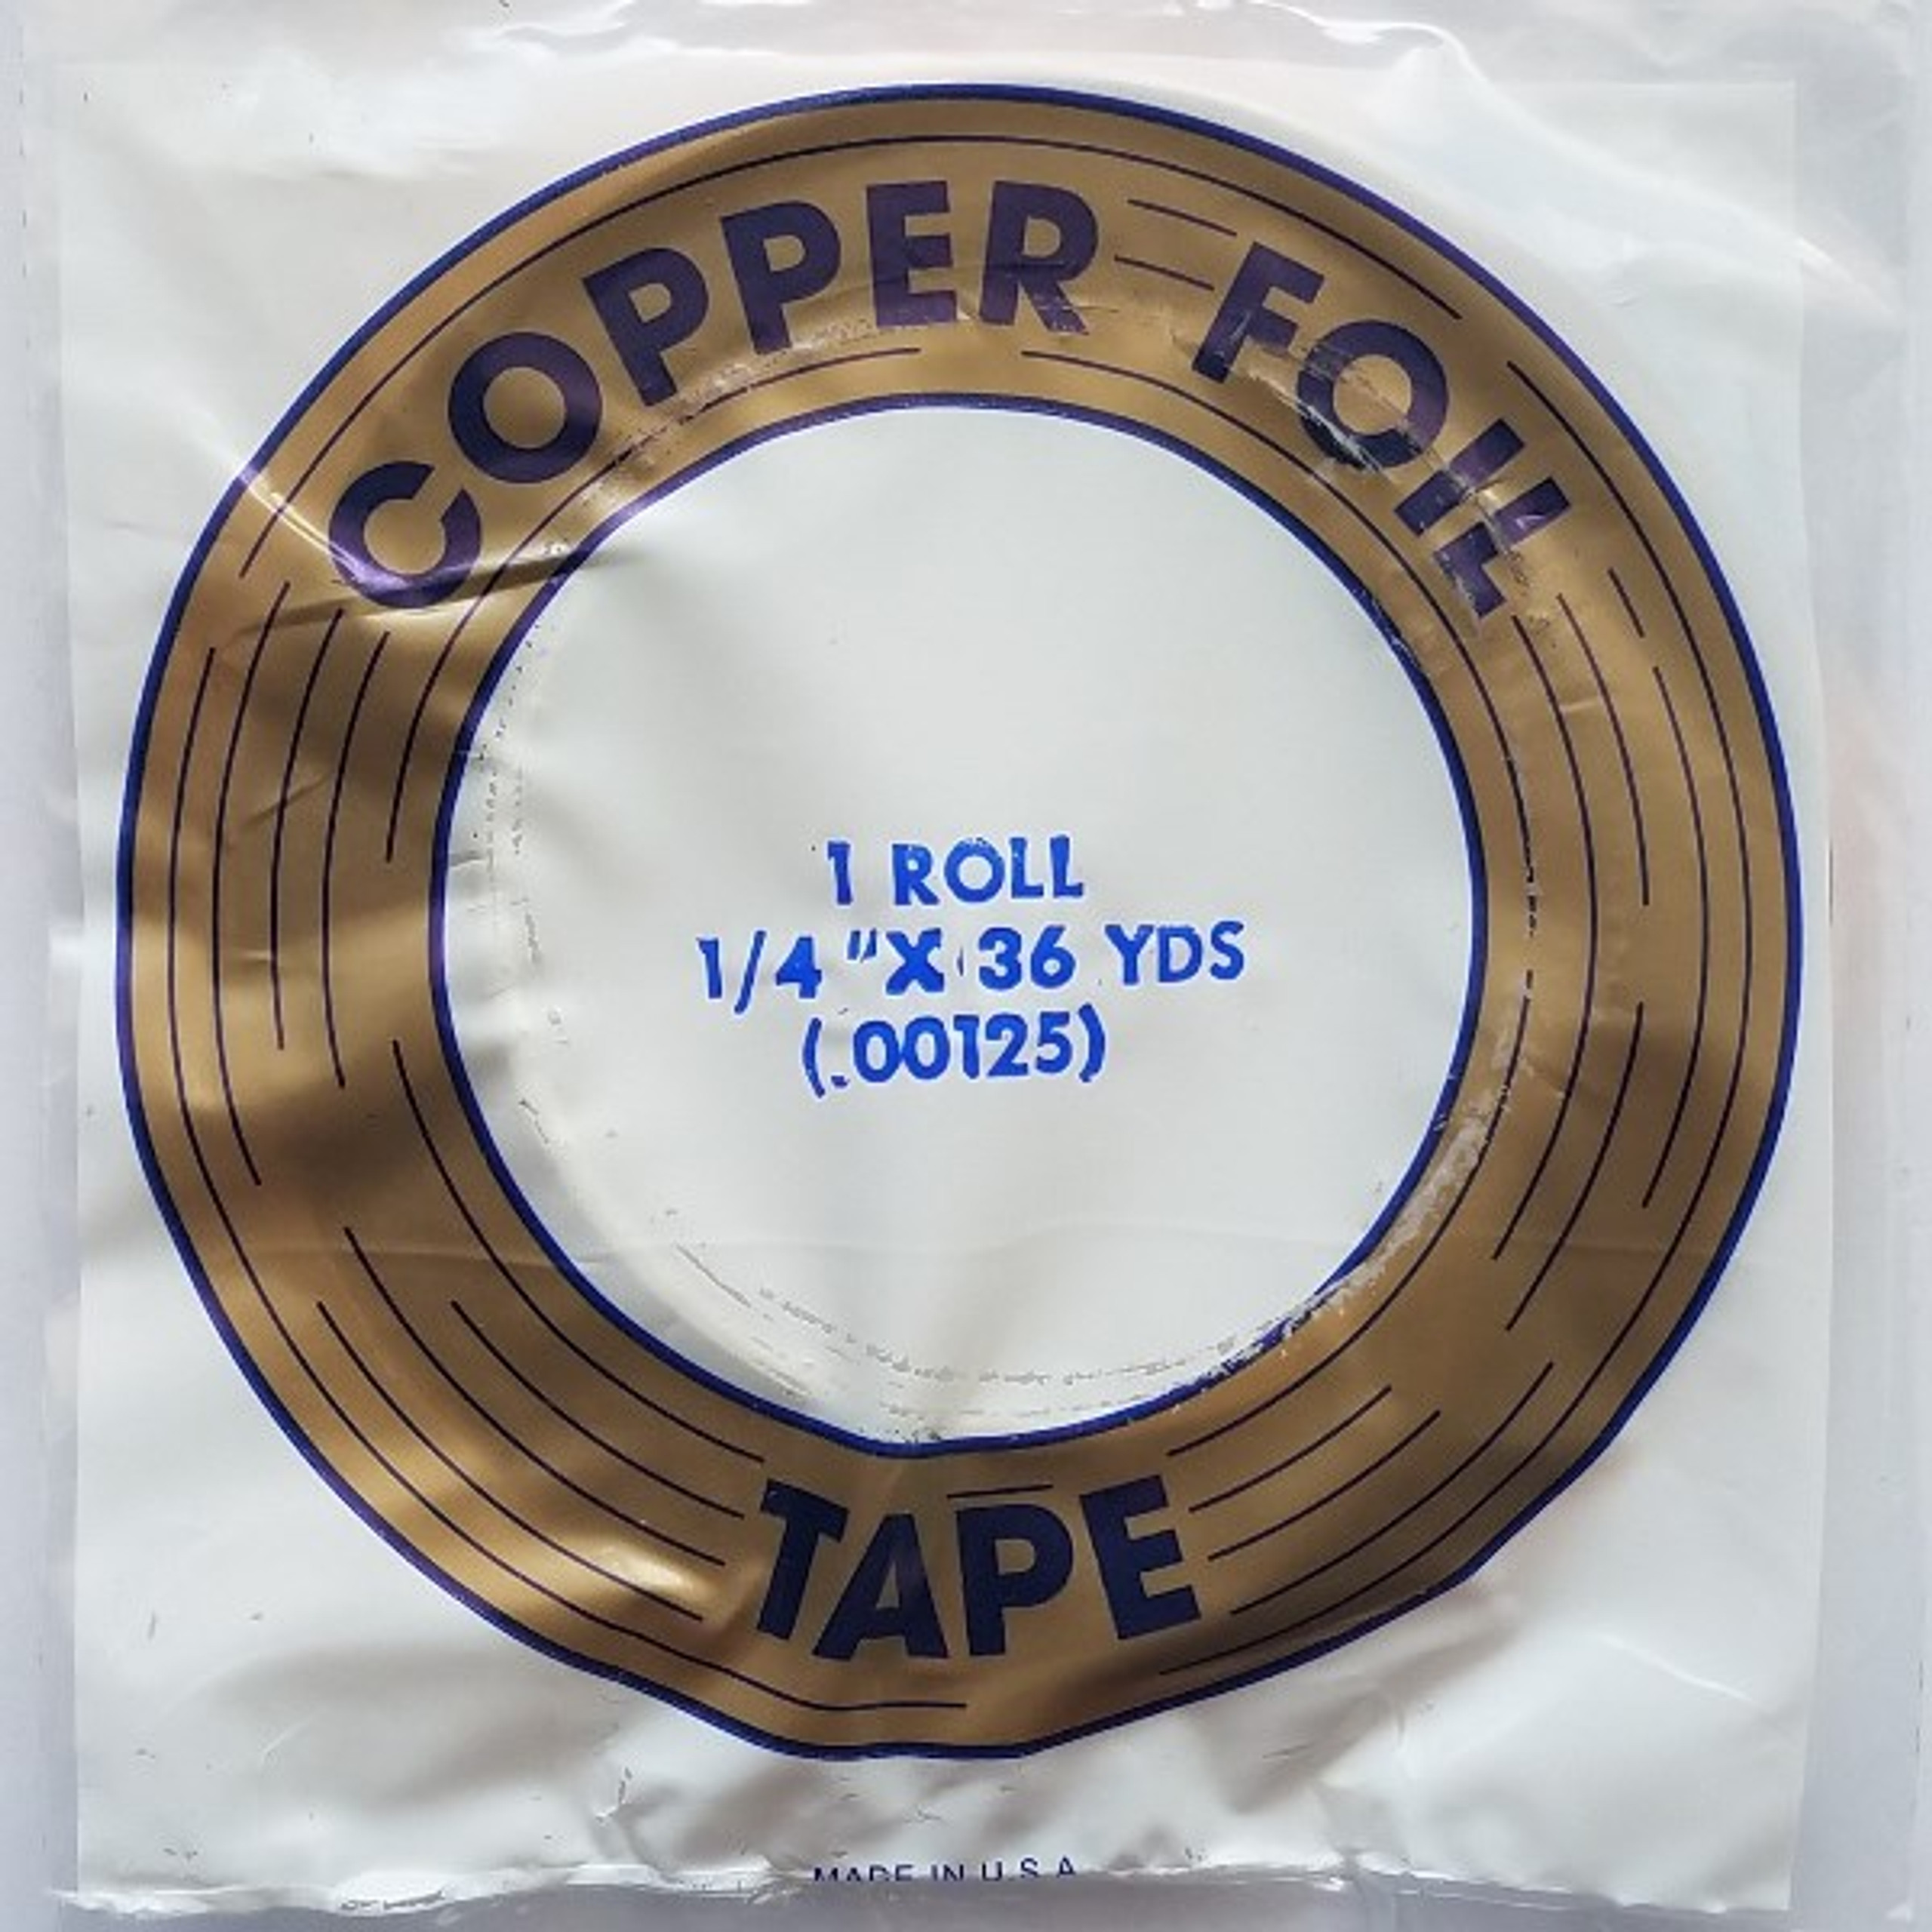 COPPER FOIL
1 ROLL
1/4"X 36 YDS
(.00125)
TAPE
MADE IN U.S.A